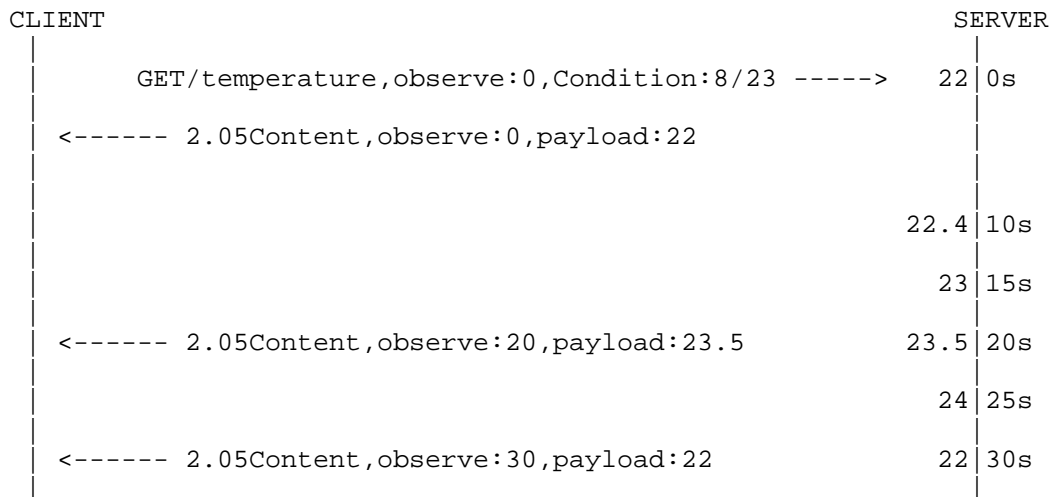 CLIENT SERVER
GET/temperature,observe:0,Condition:8/23 -----> 22|0s
<------ 2.05Content,observe:0,payload:22
22.4|10s
23|15s
<------ 2.05Content,observe:20,payload:23.5 23.5|20s
24|25s
<------ 2.05Content,observe:30,payload:22 22|30s